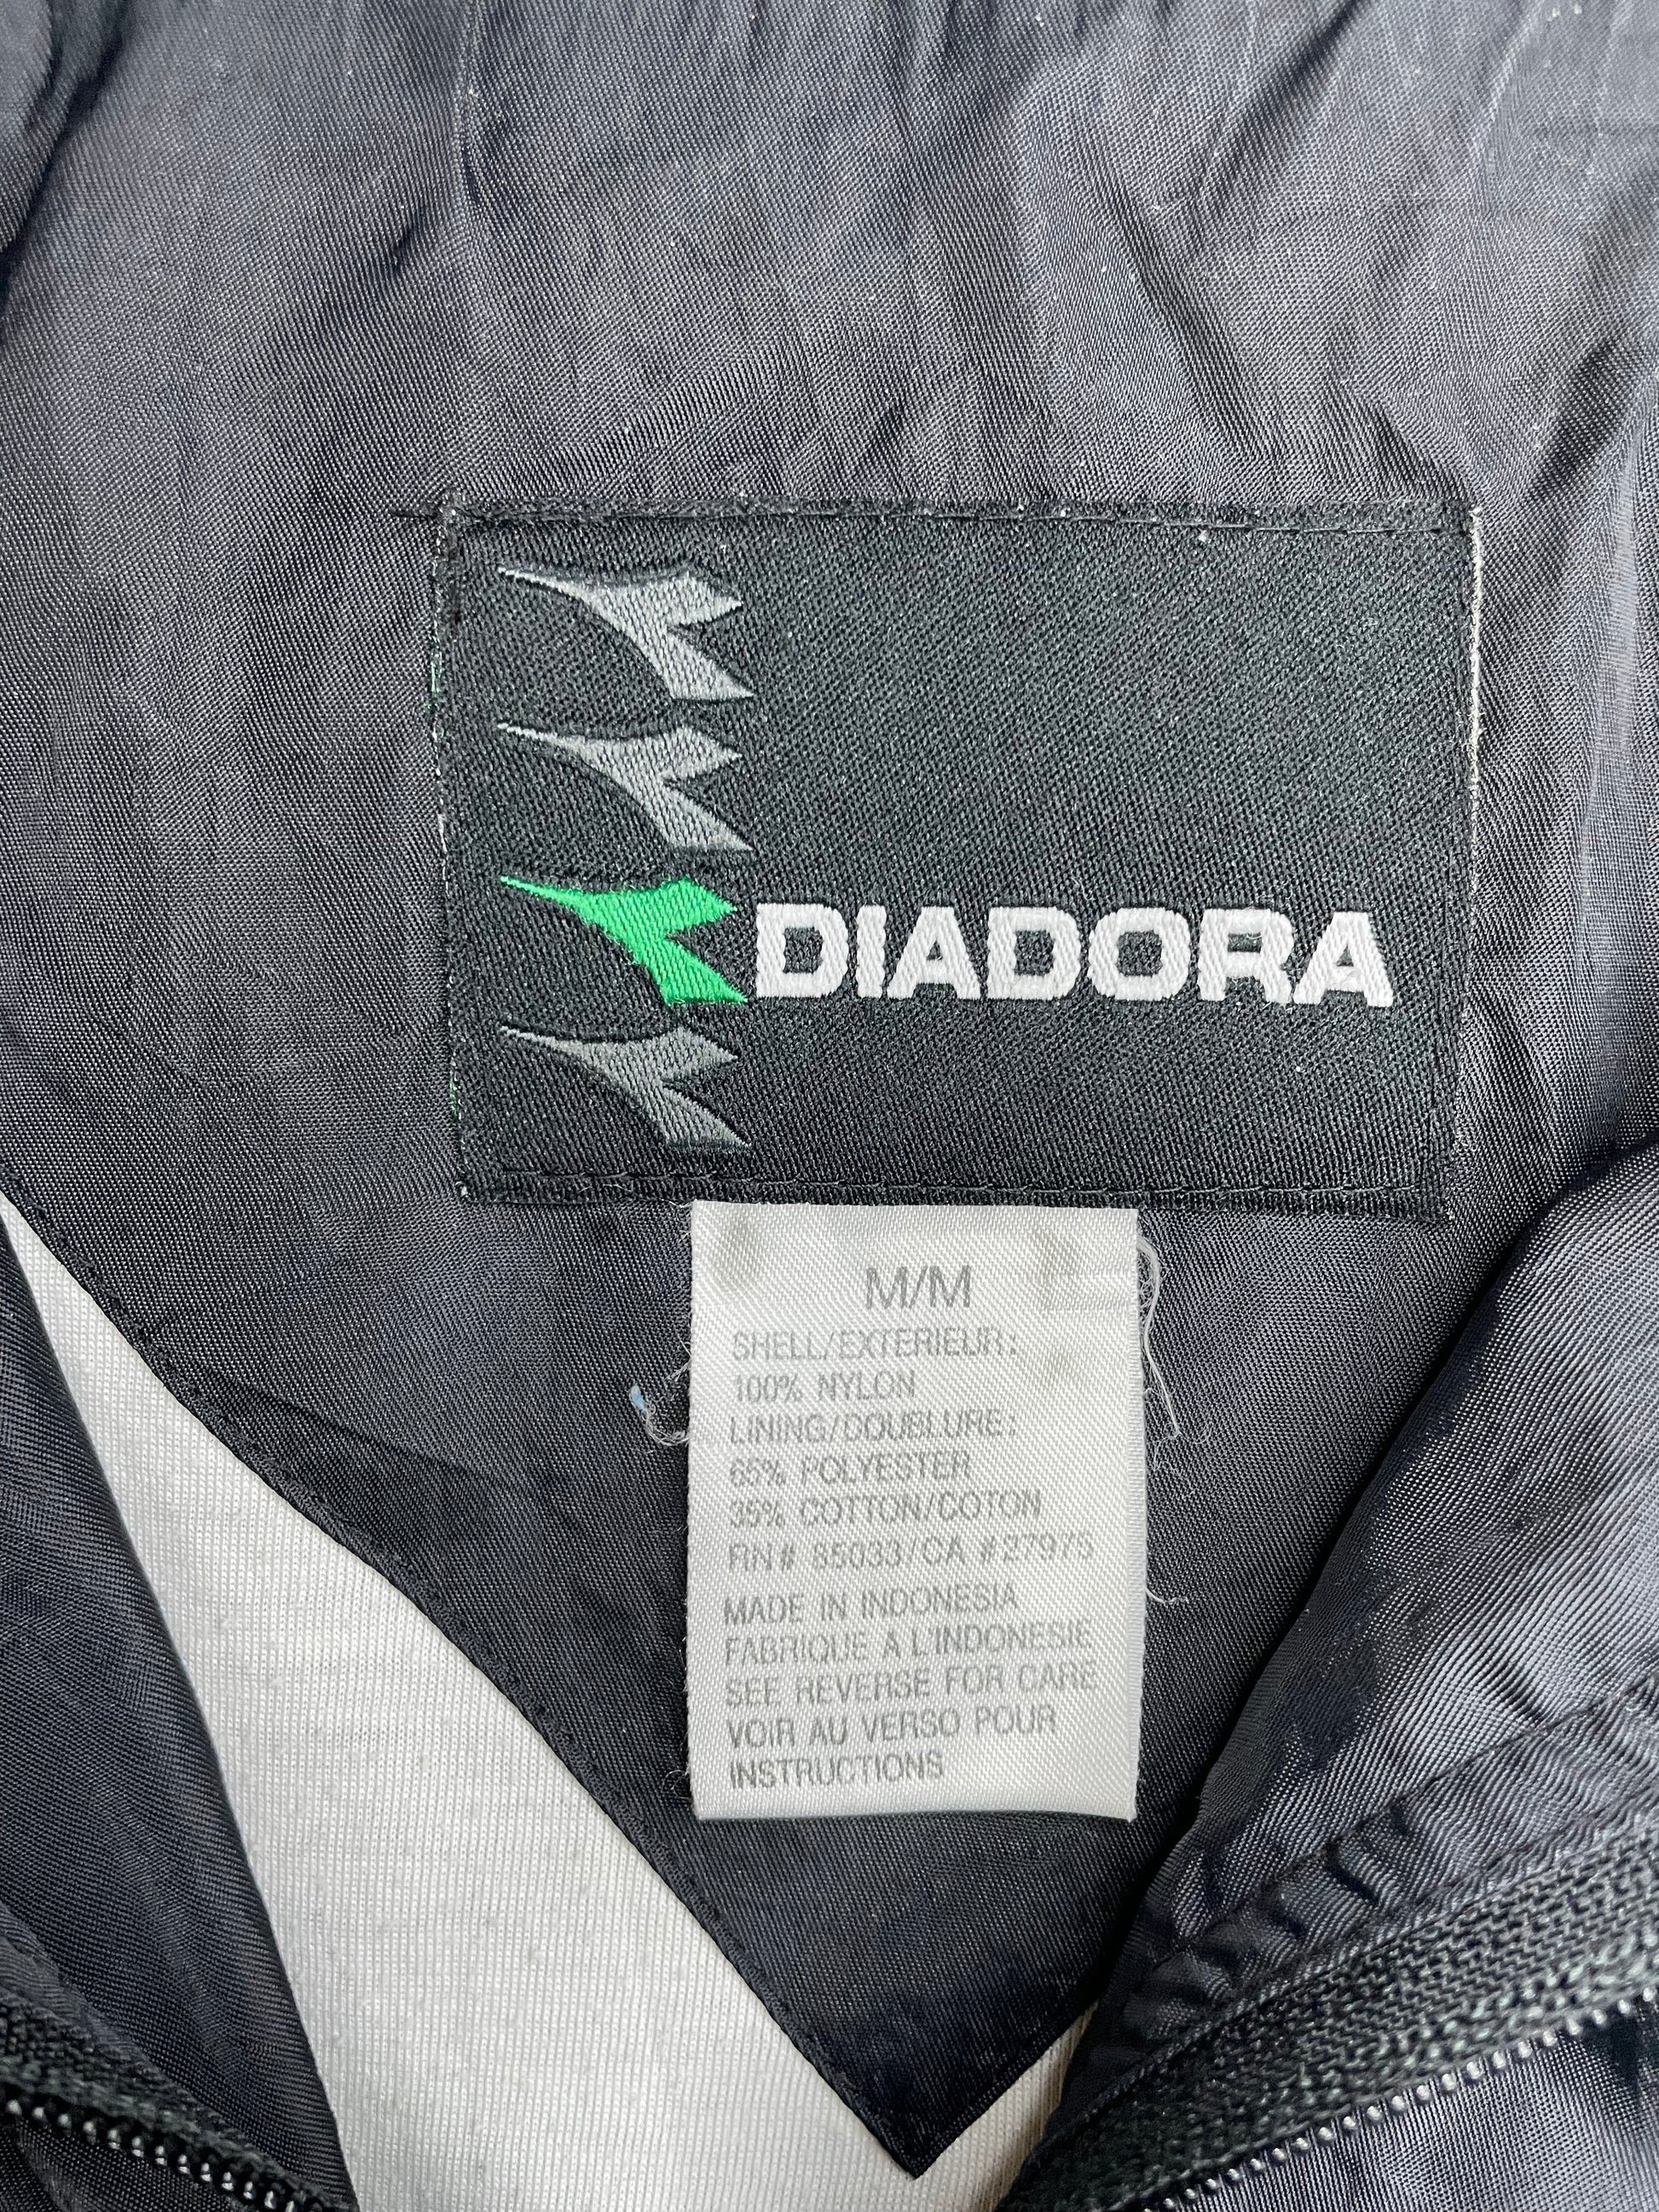 DIADORA
M/M
SHELL/EXTERIEUR:
100% NYLON
LINING/DOUBLURE:
65% POLYESTER
35% COTTON/COTON
RN# 85033/CA #27975
MADE IN INDONESIA
FABRIQUE A L'INDONESIE
SEE REVERSE FOR CARE
VOIR AU VERSO POUR
INSTRUCTIONS